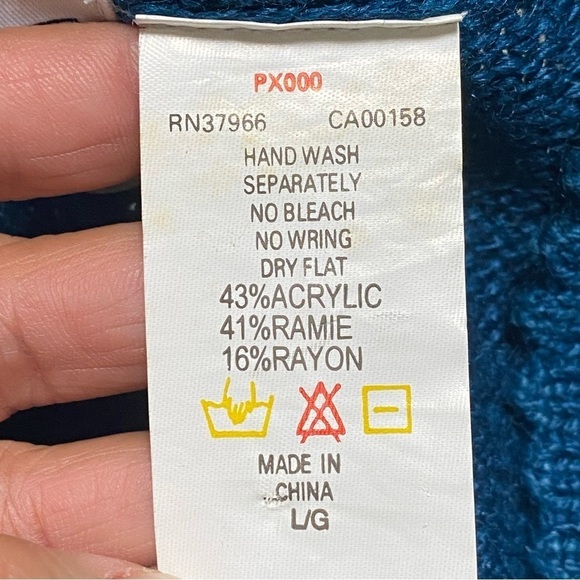 PX000
RN37966 CA00158
HAND WASH
SEPARATELY
NO BLEACH
NO WRING
DRY FLAT
43%ACRYLIC
41%RAMIE
16%RAYON
MADE IN
CHINA
L/G